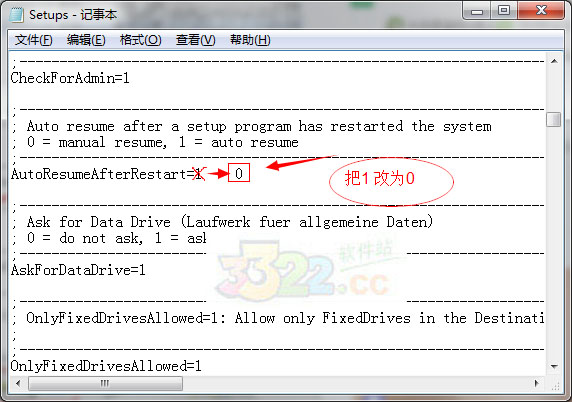 Setups - 记事本
文件(F) 编辑(E) 格式(O) 查看(V) 帮助(H)
CheckForAdmin=1
; Auto resume after a setup program has restarted the system
; 0 = manual resume, 1 = auto resume
AutoResumeAfterRestart=1 0
把1改为0
; Ask for Data Drive (Laufwerk fuer allgemeine Daten)
; 0 = do not ask, 1 = ask
软件站
3322.cc
AskForDataDrive=1
; OnlyFixedDrivesAllowed=1: Allow only FixedDrives in the Destinati
OnlyFixedDrivesAllowed=1